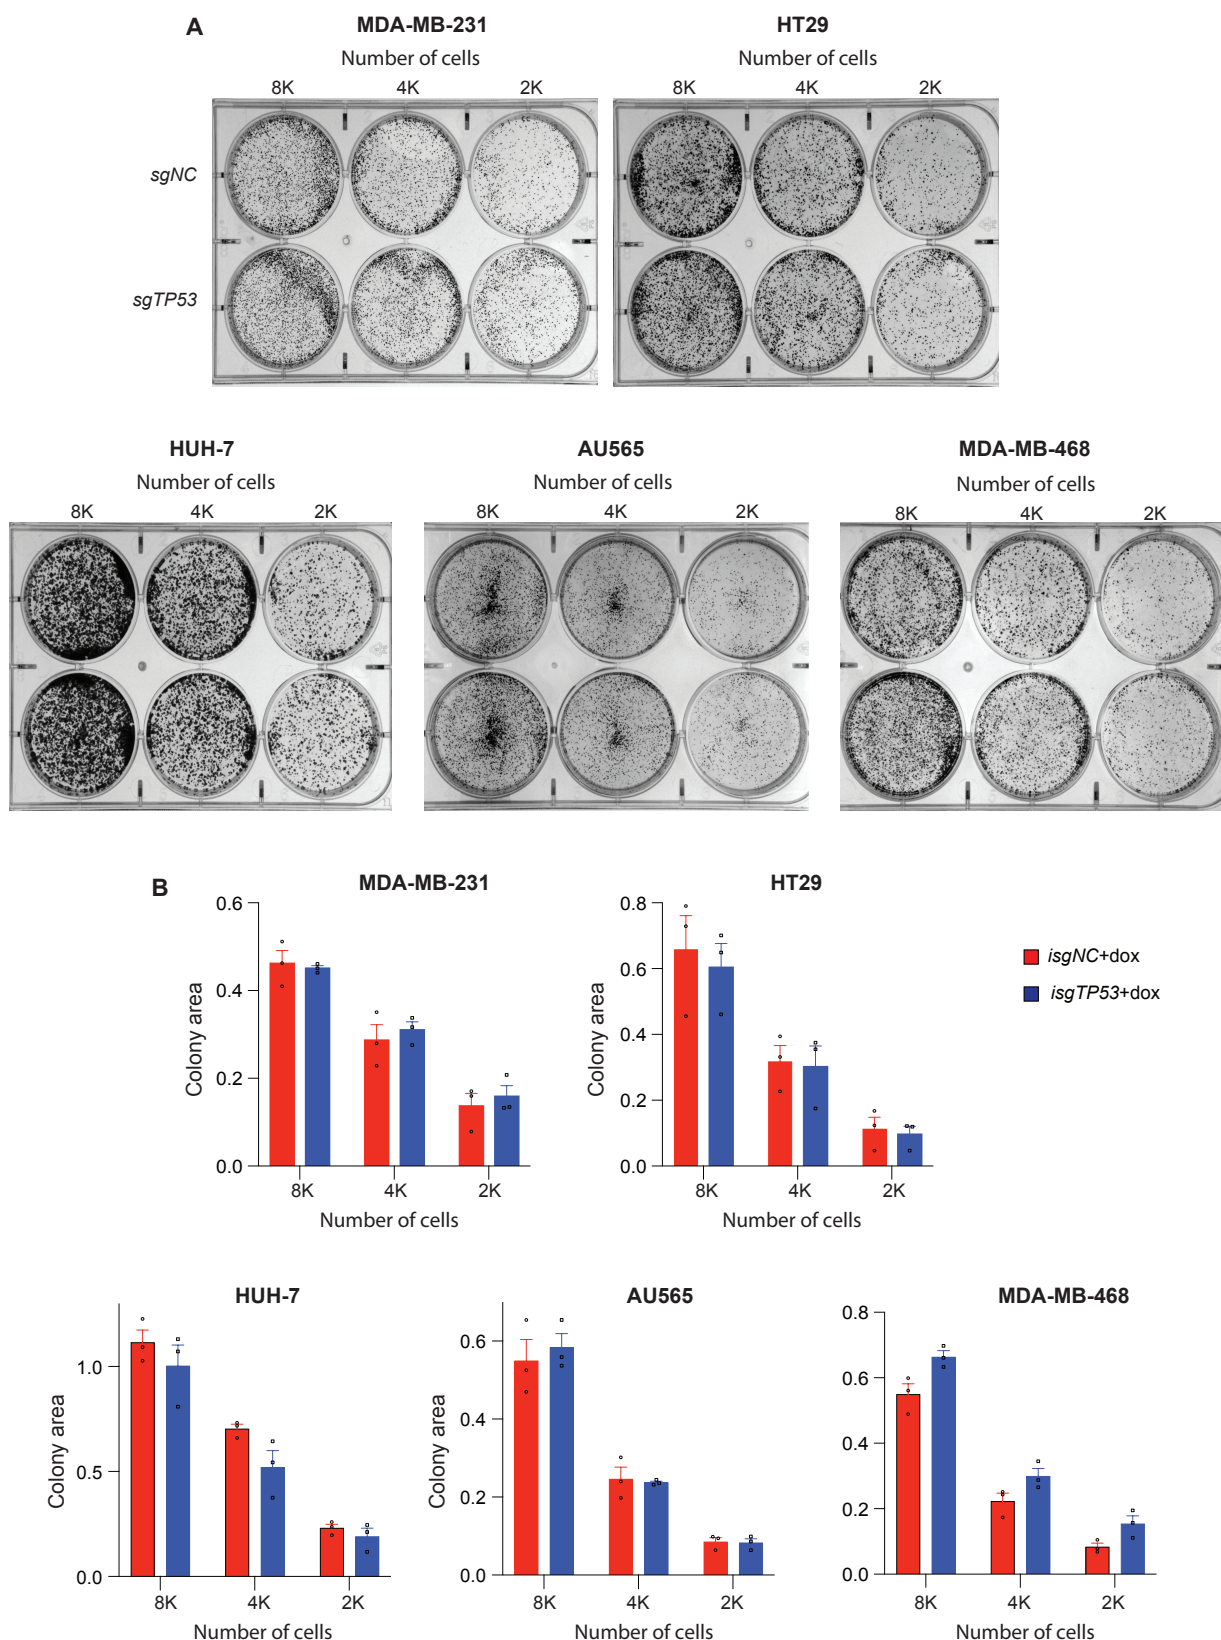 A
MDA-MB-231
HT29
Number of cells
Number of cells
8K 4K 2K
8K 4K 2K
sgNC
sgTP53
HUH-7
AU565
MDA-MB-468
Number of cells
Number of cells
Number of cells
8K 4K 2K
8K 4K 2K
8K 4K 2K
B
MDA-MB-231
HT29
Colony area
0.6
0.4
0.2
0.0
8K 4K 2K
Number of cells
Colony area
0.8
0.6
0.4
0.2
0.0
8K 4K 2K
Number of cells
isgNC+dox
isgTP53+dox
HUH-7
AU565
MDA-MB-468
Colony area
1.0
0.5
0.0
8K 4K 2K
Number of cells
Colony area
0.6
0.4
0.2
0.0
8K 4K 2K
Number of cells
0.8
0.6
0.4
0.2
0.0
8K 4K 2K
Number of cells